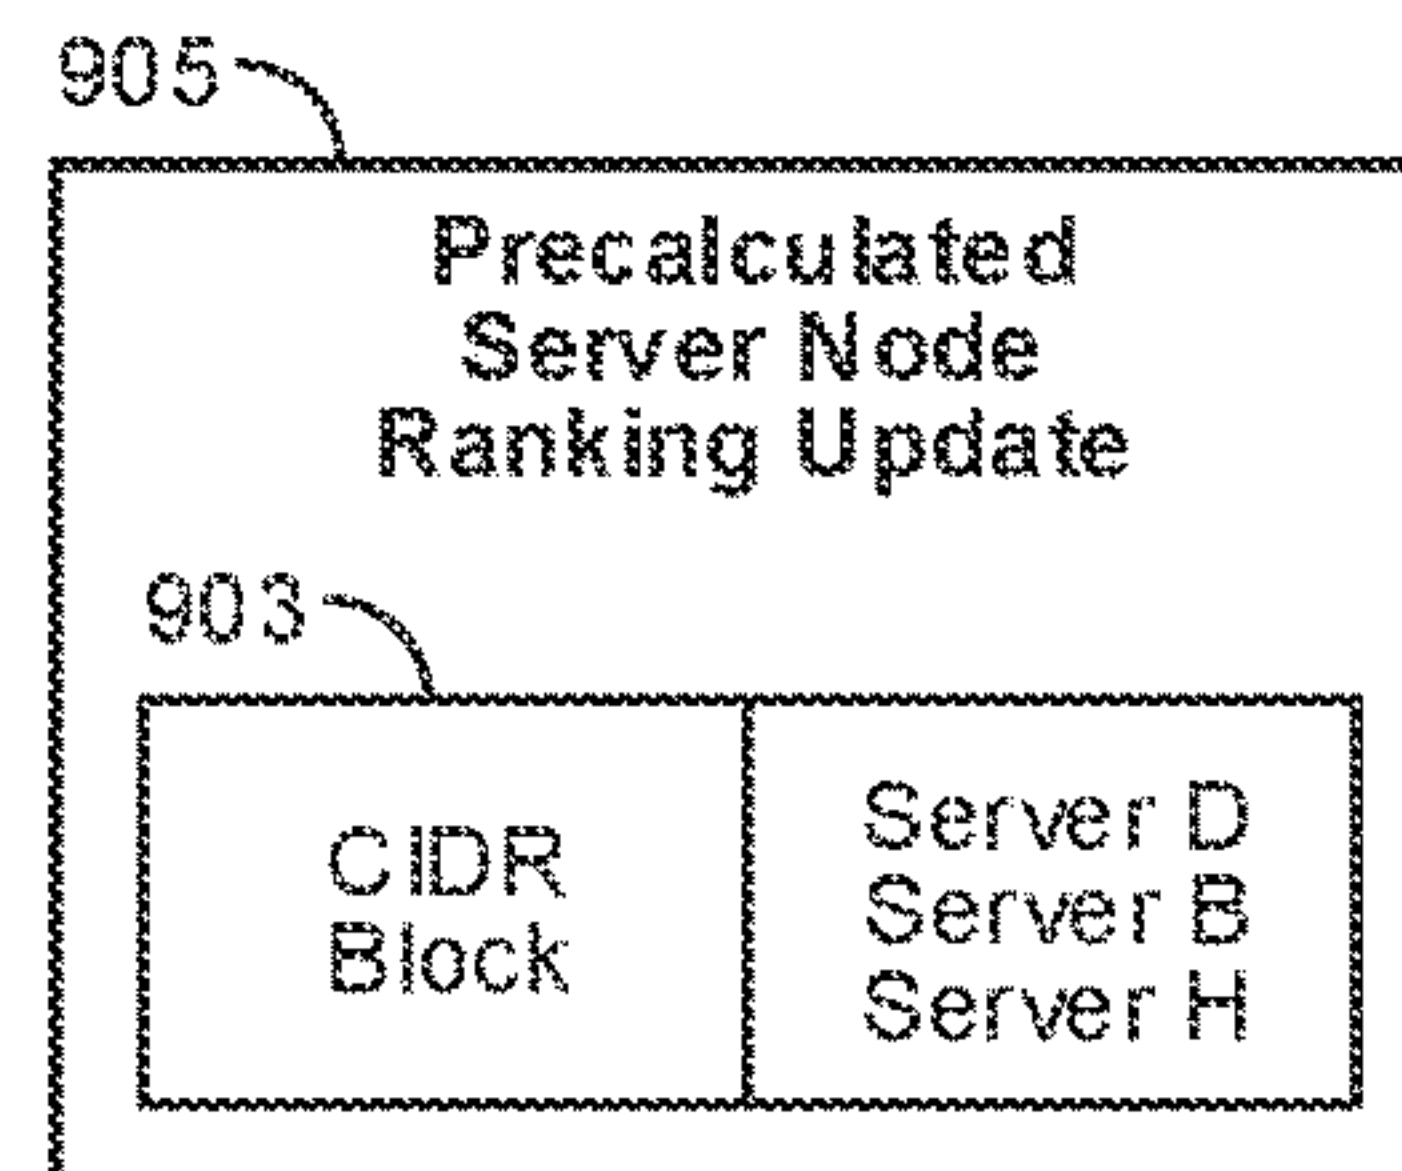 905
Precalculated
Server Node
Ranking Update
903
CIDR
Block
Server D
Server B
Server H